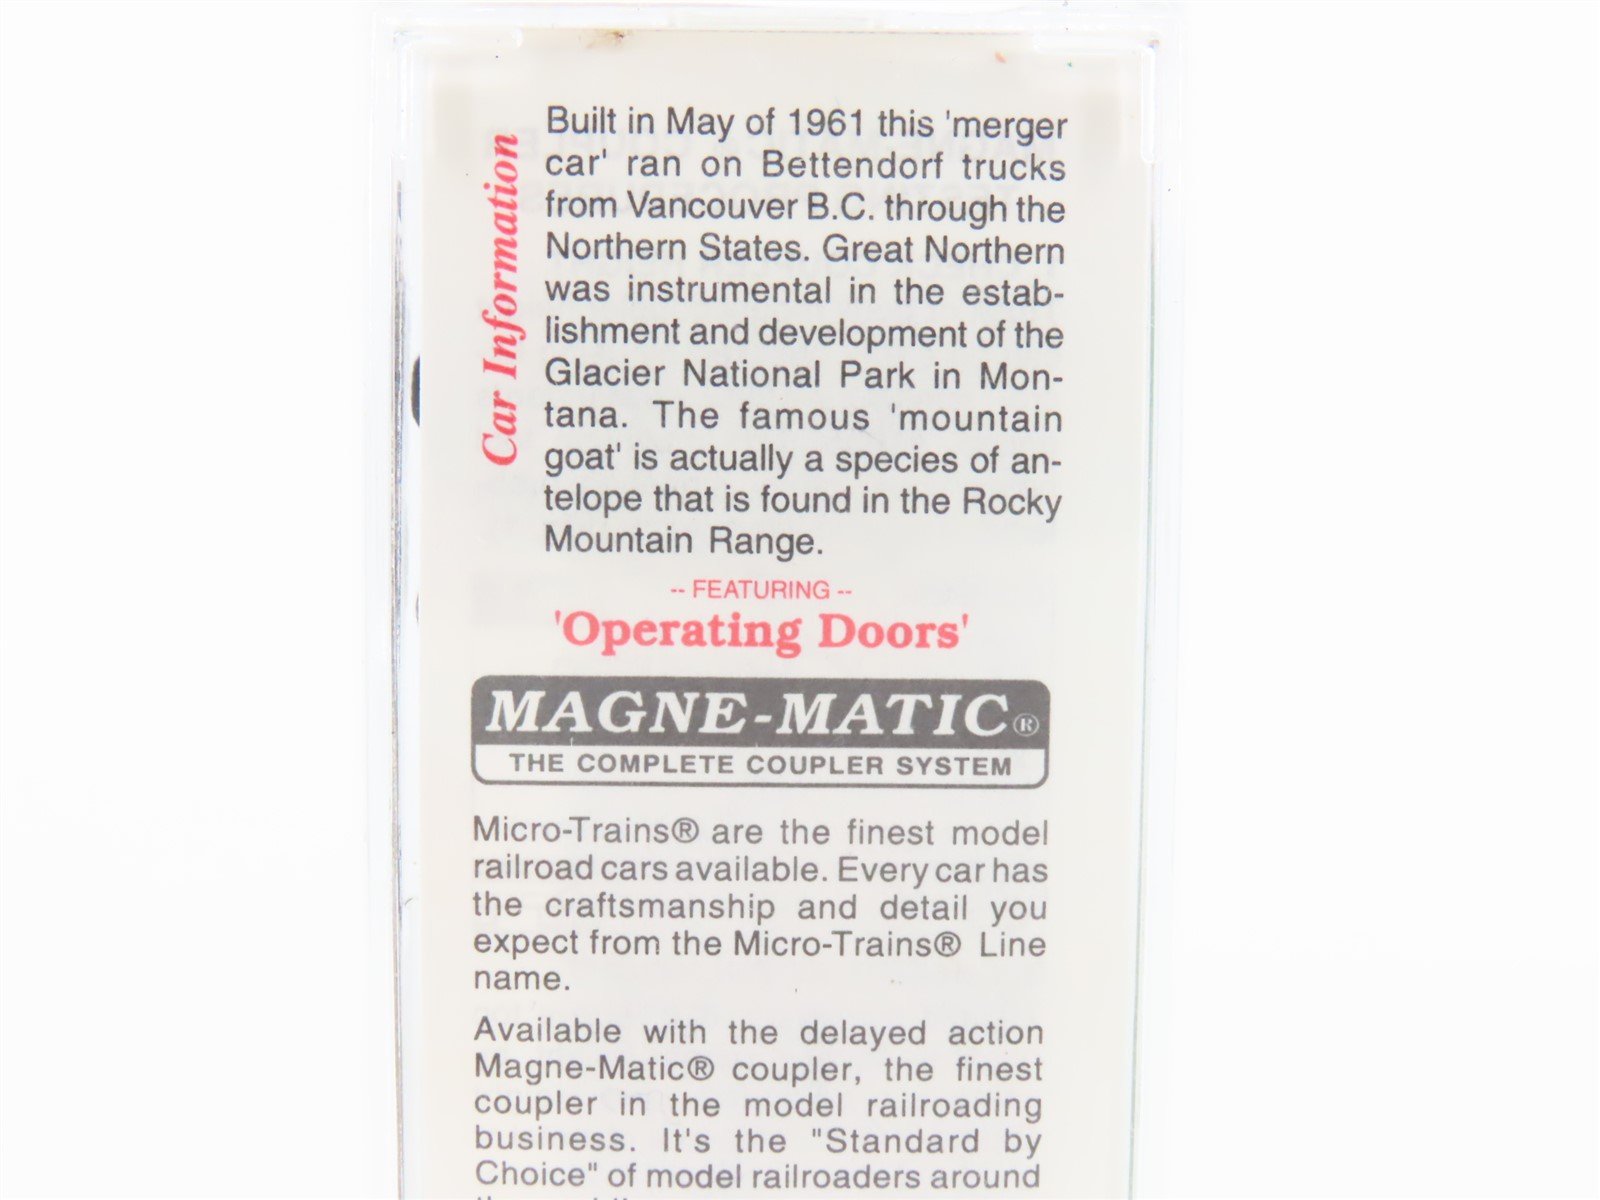 Car Information
Built in May of 1961 this 'merger
car' ran on Bettendorf trucks
from Vancouver B.C. through the
Northern States. Great Northern
was instrumental in the estab-
lishment and development of the
Glacier National Park in Mon-
tana. The famous 'mountain
goat' is actually a species of an-
telope that is found in the Rocky
Mountain Range.
-- FEATURING --
'Operating Doors'
MAGNE-MATIC®
THE COMPLETE COUPLER SYSTEM
Micro-Trains® are the finest model
railroad cars available. Every car has
the craftsmanship and detail you
expect from the Micro-Trains® Line
name.
Available with the delayed action
Magne-Matic® coupler, the finest
coupler in the model railroading
business. It's the "Standard by
Choice" of model railroaders around